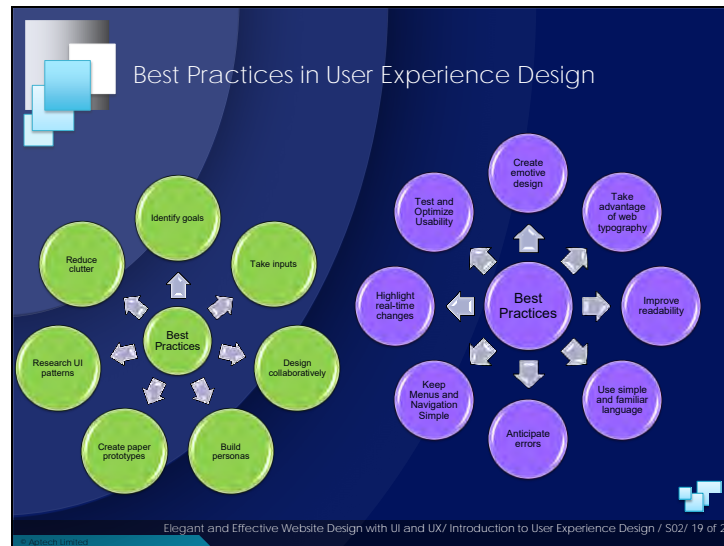 Best Practices in User Experience Design
Identify goals
Take inputs
Design
collaboratively
Build
personas
Create paper
prototypes
Research UI
patterns
Reduce
clutter
Best
Practices
Create
emotive
design
Take
advantage
of web
typography
Improve
readability
Use simple
and familiar
language
Anticipate
errors
Keep
Menus and
Navigation
Simple
Highlight
real-time
changes
Test and
Optimize
Usability
Best
Practices
Elegant and Effective Website Design with UI and UX/ Introduction to User Experience Design / S02/ 19 of
© Aptech Limited